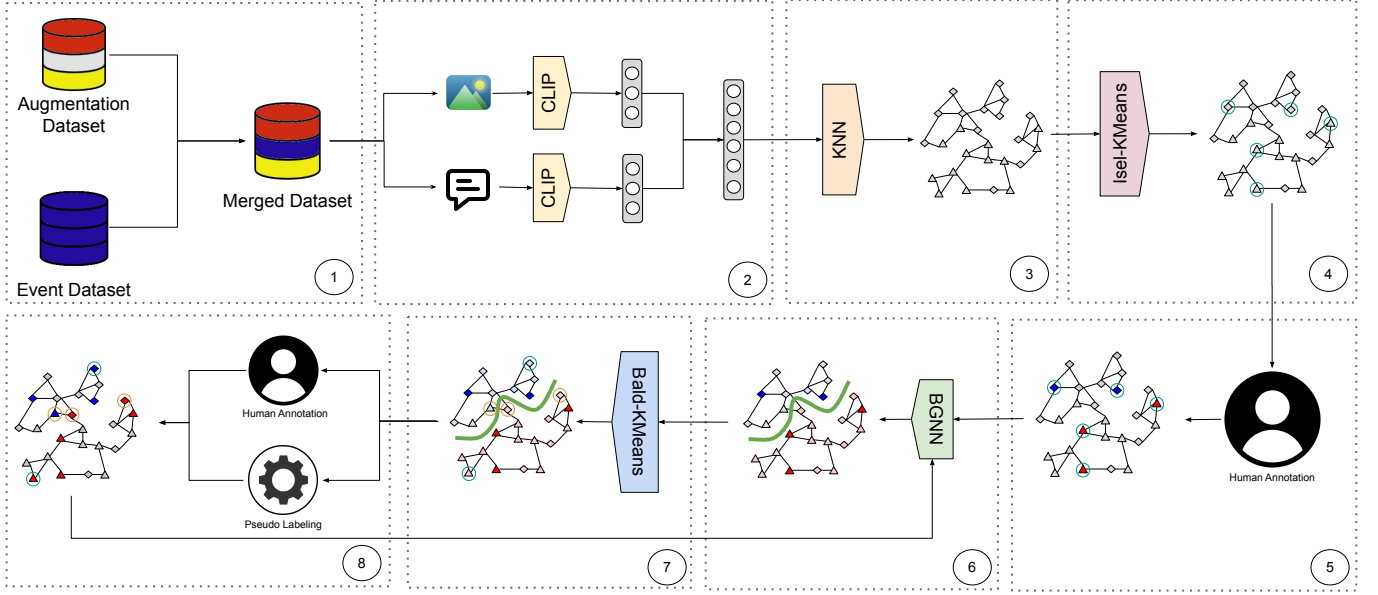 Augmentation
Dataset
Event Dataset
Merged Dataset
1
CLIP
CLIP
2
KNN
3
Isel-KMeans
4
Human Annotation
5
BGNN
6
Bald-KMeans
7
Human Annotation
Pseudo Labeling
8